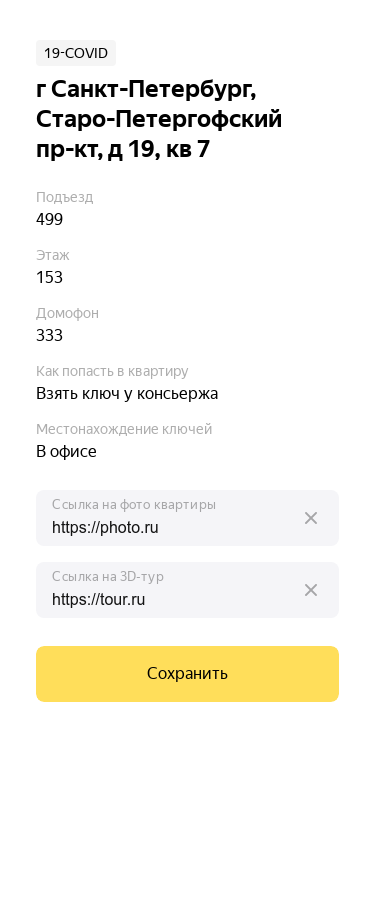 19-COVID
г Санкт-Петербург,
Старо-Петергофский
пр-кт, д 19, кв 7
Подъезд
499
Этаж
153
Домофон
333
Как попасть в квартиру
Взять ключ у консьержа
Местонахождение ключей
В офисе
Ссылка на фото квартиры
https://photo.ru
Ссылка на 3D-тур
https://tour.ru
Сохранить